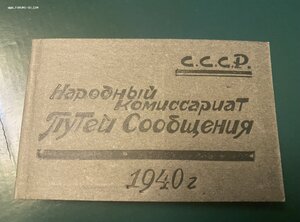 С.С.С.Р.
Народный
Комиссариат
Путей Сообщения
1940 г